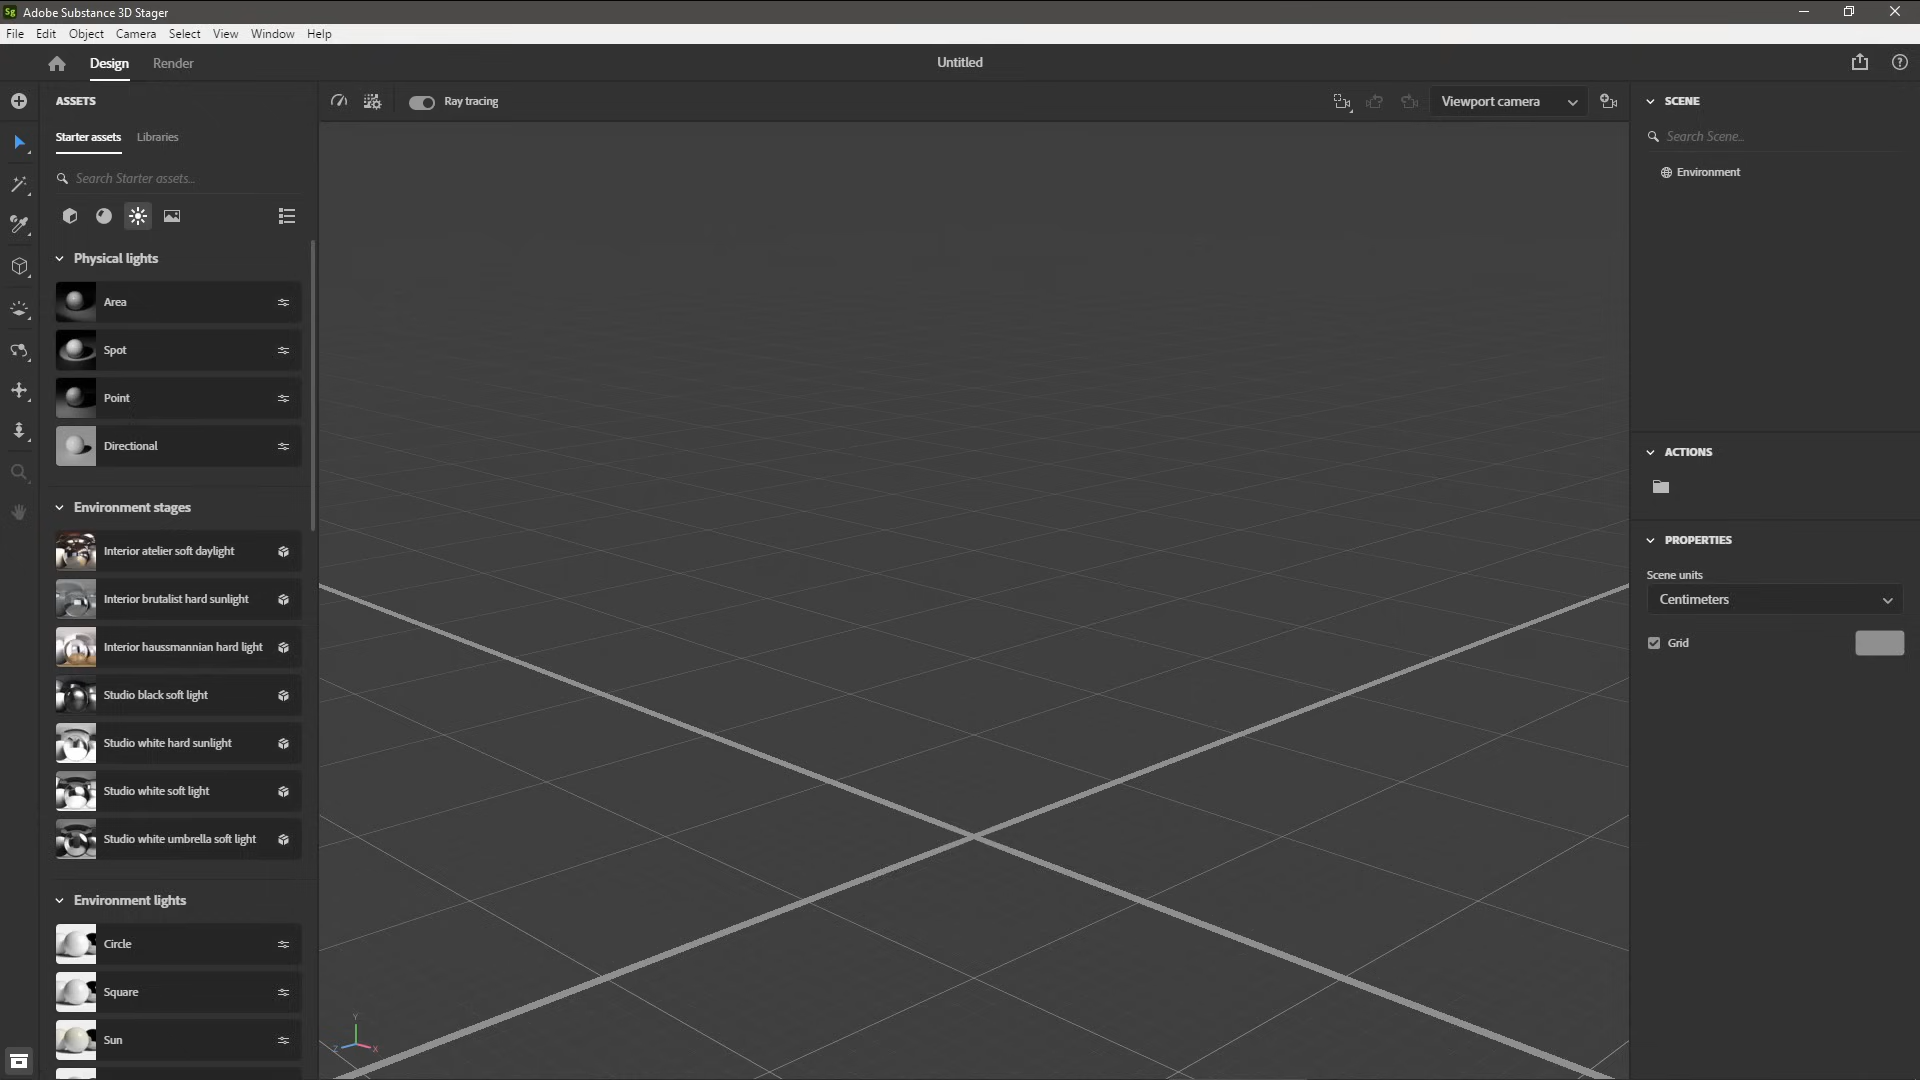 Sg Adobe Substance 3D Stager
File Edit Object Camera Select View Window Help
Design Render Untitled
ASSETS
Ray tracing
Viewport camera
SCENE
Starter assets Libraries
Search Scene...
Search Starter assets...
Environment
Physical lights
Area
Spot
Point
Directional
ACTIONS
Environment stages
PROPERTIES
Interior atelier soft daylight
Scene units
Interior brutalist hard sunlight
Centimeters
Interior haussmannian hard light
Grid
Studio black soft light
Studio white hard sunlight
Studio white soft light
Studio white umbrella soft light
Environment lights
Circle
Square
Sun
Y
Z X